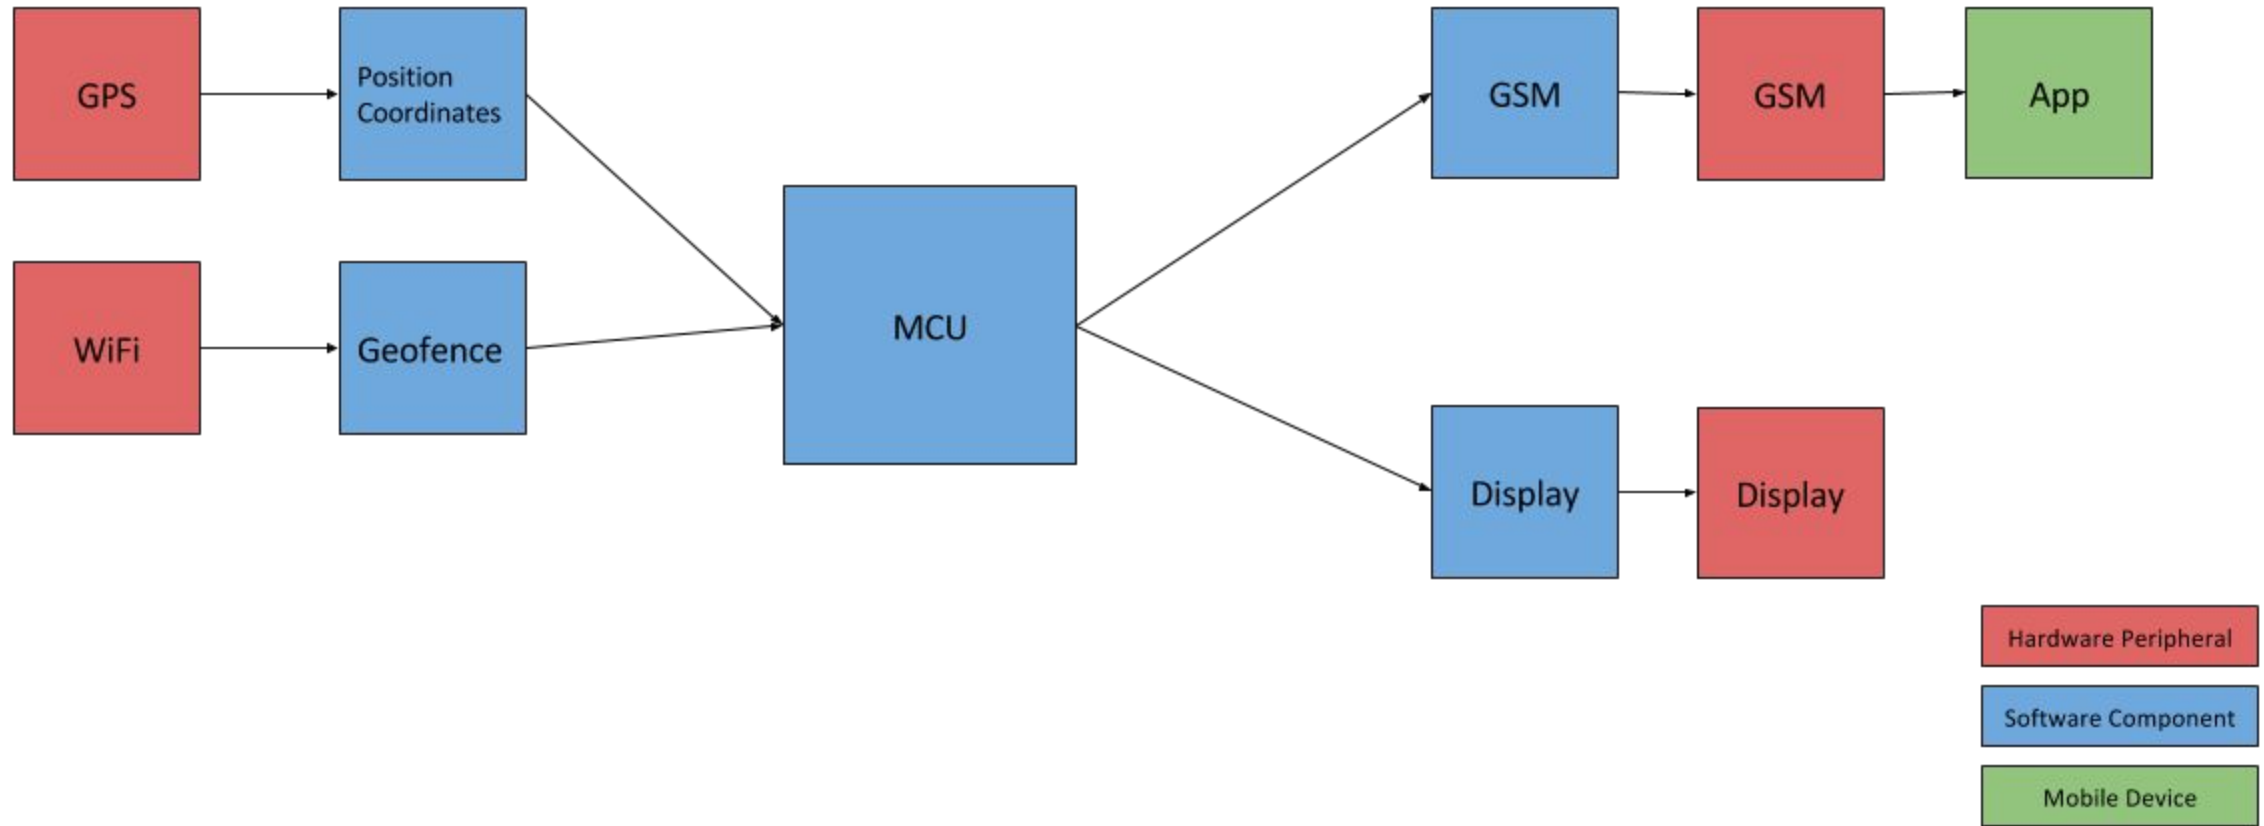 GPS
Position
Coordinates
GSM
GSM
App
WiFi
Geofence
MCU
Display
Display
Hardware Peripheral
Software Component
Mobile Device